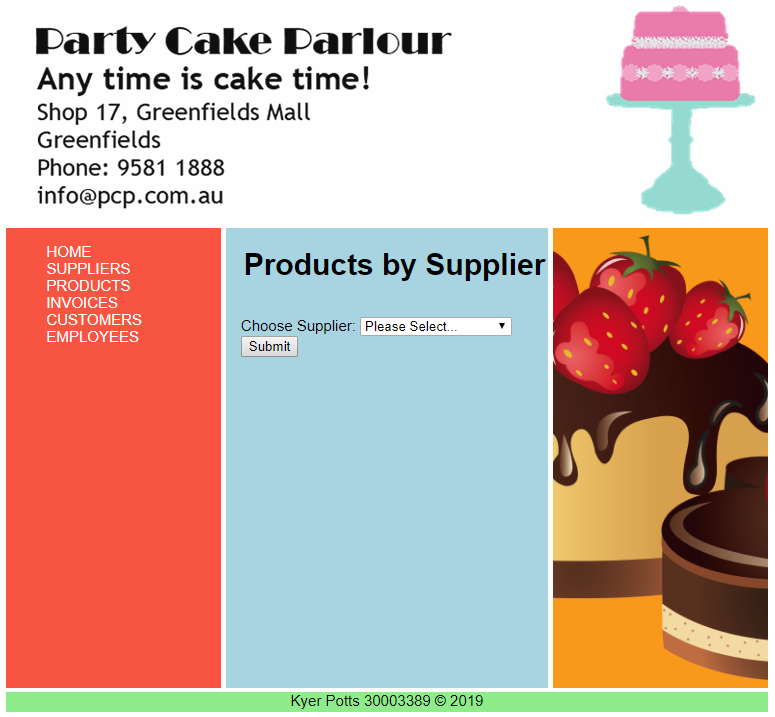 Party Cake Parlour
Any time is cake time!
Shop 17, Greenfields Mall
Greenfields
Phone: 9581 1888
info@pcp.com.au
HOME
SUPPLIERS
PRODUCTS
INVOICES
CUSTOMERS
EMPLOYEES
Products by Supplier
Choose Supplier: Please Select...
Submit
Kyer Potts 30003389 © 2019